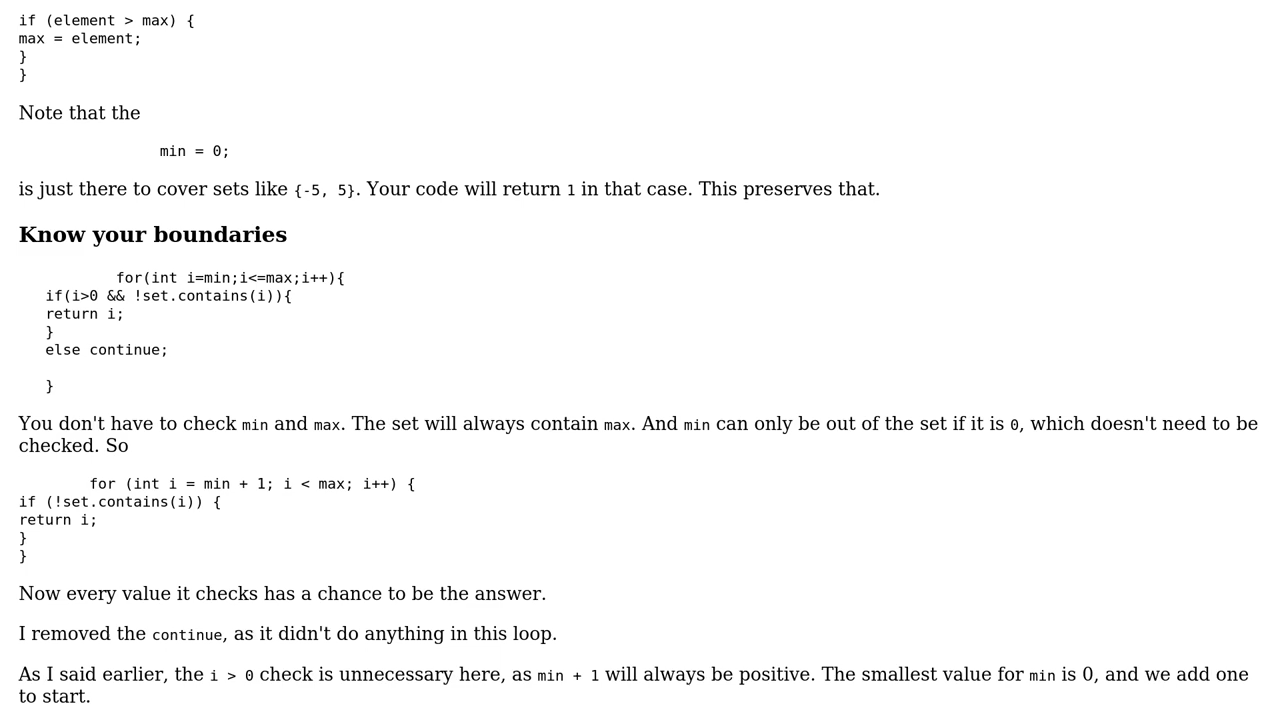 if (element > max) {
max = element;
}
}
Note that the
min = 0;
is just there to cover sets like {-5, 5}. Your code will return 1 in that case. This preserves that.
Know your boundaries
for(int i=min;i<=max;i++){
if(i>0 && !set.contains(i)){
return i;
}
else continue;
}
You don't have to check min and max. The set will always contain max. And min can only be out of the set if it is 0, which doesn't need to be
checked. So
for (int i = min + 1; i < max; i++) {
if (!set.contains(i)) {
return i;
}
}
Now every value it checks has a chance to be the answer.
I removed the continue, as it didn't do anything in this loop.
As I said earlier, the i > 0 check is unnecessary here, as min + 1 will always be positive. The smallest value for min is 0, and we add one
to start.